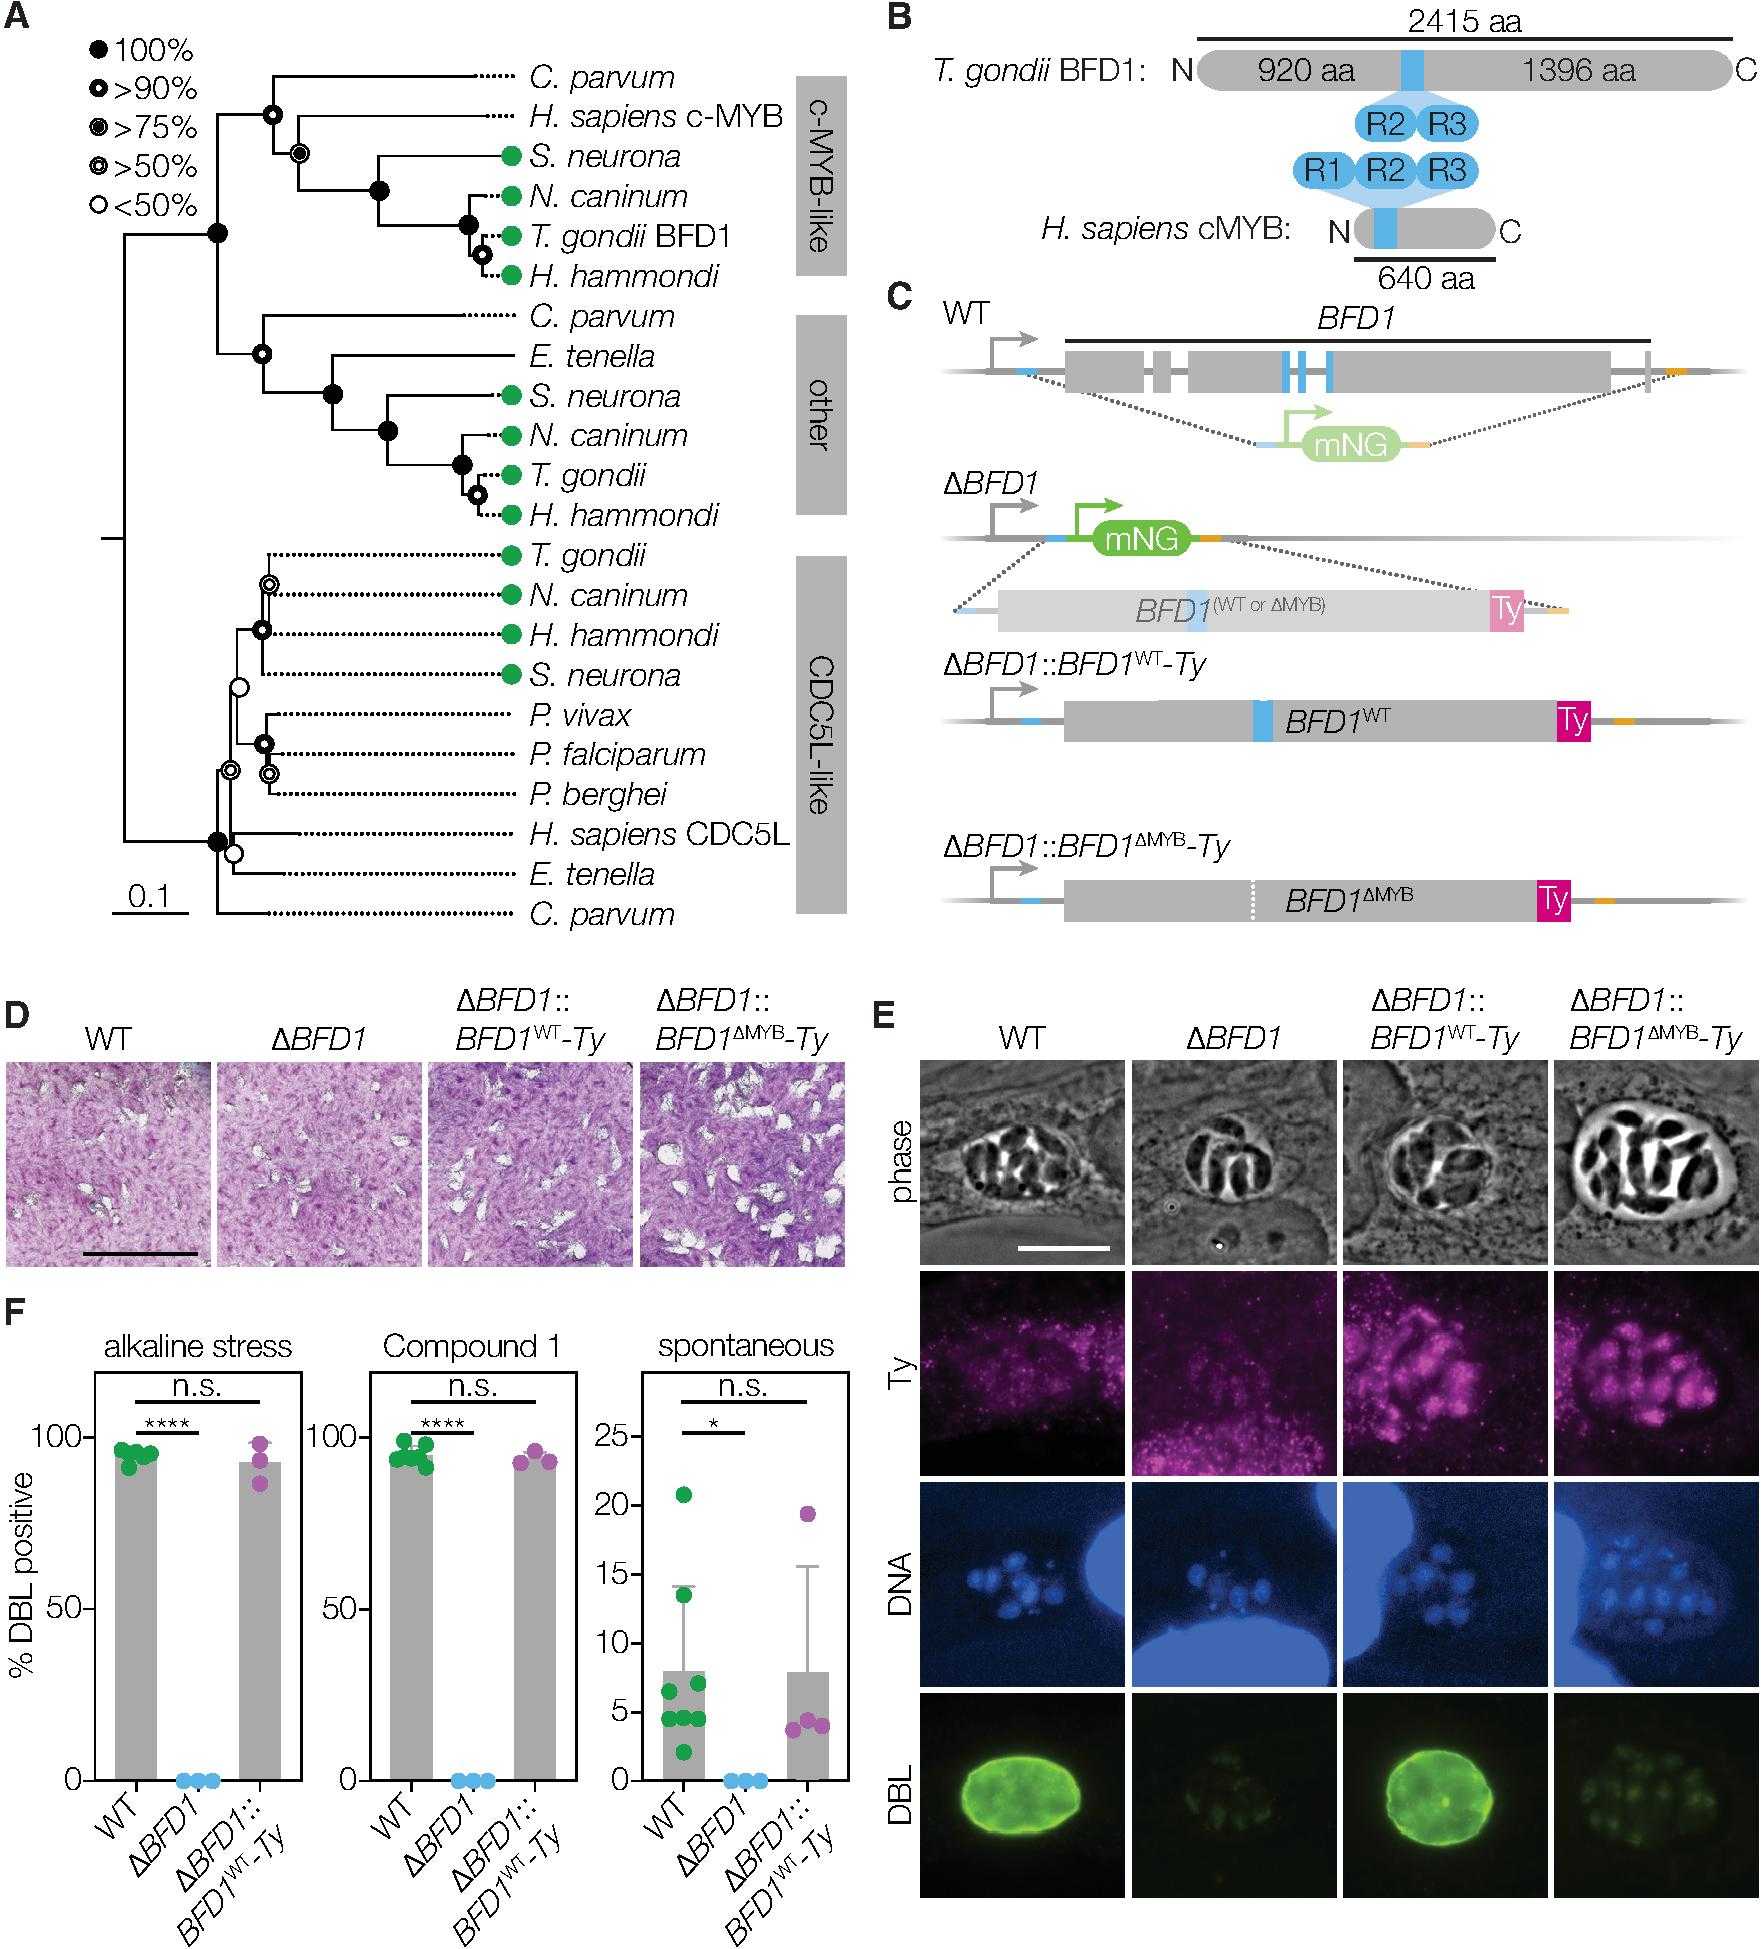 A
100%
>90%
>75%
>50%
<50%
C. parvum
H. sapiens c-MYB
S. neurona
N. caninum
T. gondii BFD1
H. hammondi
C. parvum
E. tenella
S. neurona
N. caninum
T. gondii
H. hammondi
T. gondii
N. caninum
H. hammondi
S. neurona
P. vivax
P. falciparum
P. berghei
H. sapiens CDC5L
E. tenella
C. parvum
c-MYB-like
other
CDC5L-like
0.1
B
2415 aa
T. gondii BFD1: N 920 aa 1396 aa C
R2 R3
R1 R2 R3
H. sapiens cMYB: N C
640 aa
C
WT
BFD1
mNG
ΔBFD1
mNG
BFD1(WT or ΔMYB) Ty
ΔBFD1::BFD1WT-Ty
BFD1WT Ty
ΔBFD1::BFD1ΔMYB-Ty
BFD1ΔMYB Ty
D
WT
ΔBFD1
ΔBFD1::
BFD1WT-Ty
ΔBFD1::
BFD1ΔMYB-Ty
E
WT
ΔBFD1
ΔBFD1::
BFD1WT-Ty
ΔBFD1::
BFD1ΔMYB-Ty
phase
Ty
DNA
DBL
F
alkaline stress
n.s.
****
100
50
0
% DBL positive
WT
ΔBFD1
ΔBFD1::
BFD1WT-Ty
Compound 1
n.s.
****
100
50
0
WT
ΔBFD1
ΔBFD1::
BFD1WT-Ty
spontaneous
n.s.
*
25
20
15
10
5
0
WT
ΔBFD1
ΔBFD1::
BFD1WT-Ty